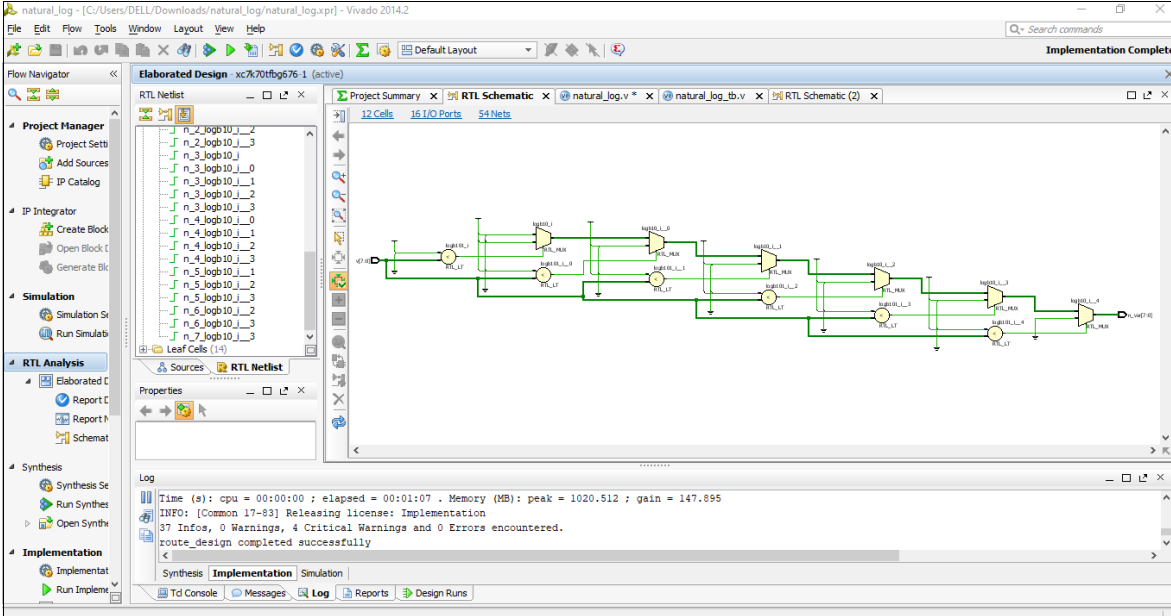 natural_log - [C:/Users/DELL/Downloads/natural_log/natural_log.xpr] - Vivado 2014.2
File Edit Flow Tools Window Layout View Help
Search commands
Default Layout
Implementation Complete
Flow Navigator
Elaborated Design - xc7k70tfbg676-1 (active)
Project Manager
Project Setti
Add Sources
IP Catalog
IP Integrator
Create Block
Open Block D
Generate Blo
Simulation
Simulation Se
Run Simulati
RTL Analysis
Elaborated D
Report D
Report N
Schemat
Synthesis
Synthesis Se
Run Synthes
Open Synthe
Implementation
Implementat
Run Impleme
RTL Netlist
n_2_logb10_i__2
n_2_logb10_i__3
n_3_logb10_i
n_3_logb10_i__0
n_3_logb10_i__1
n_3_logb10_i__2
n_3_logb10_i__3
n_4_logb10_i__0
n_4_logb10_i__1
n_4_logb10_i__2
n_4_logb10_i__3
n_5_logb10_i__1
n_5_logb10_i__2
n_5_logb10_i__3
n_6_logb10_i__2
n_6_logb10_i__3
n_7_logb10_i__3
Leaf Cells (14)
Sources RTL Netlist
Properties
Project Summary RTL Schematic natural_log.v * natural_log_tb.v RTL Schematic (2)
12 Cells 16 I/O Ports 54 Nets
v[7:0]
logb101_i
RTL_LT
logb10_i
RTL_MUX
logb101_i__0
RTL_LT
logb10_i__0
RTL_MUX
logb101_i__1
RTL_LT
logb10_i__1
RTL_MUX
logb101_i__2
RTL_LT
logb10_i__2
RTL_MUX
logb101_i__3
RTL_LT
logb10_i__3
RTL_MUX
logb101_i__4
RTL_LT
logb10_i__4
RTL_MUX
n_var[7:0]
Log
Time (s): cpu = 00:00:00 ; elapsed = 00:01:07 . Memory (MB): peak = 1020.512 ; gain = 147.895
INFO: [Common 17-83] Releasing license: Implementation
37 Infos, 0 Warnings, 4 Critical Warnings and 0 Errors encountered.
route_design completed successfully
Synthesis Implementation Simulation
Tcl Console Messages Log Reports Design Runs